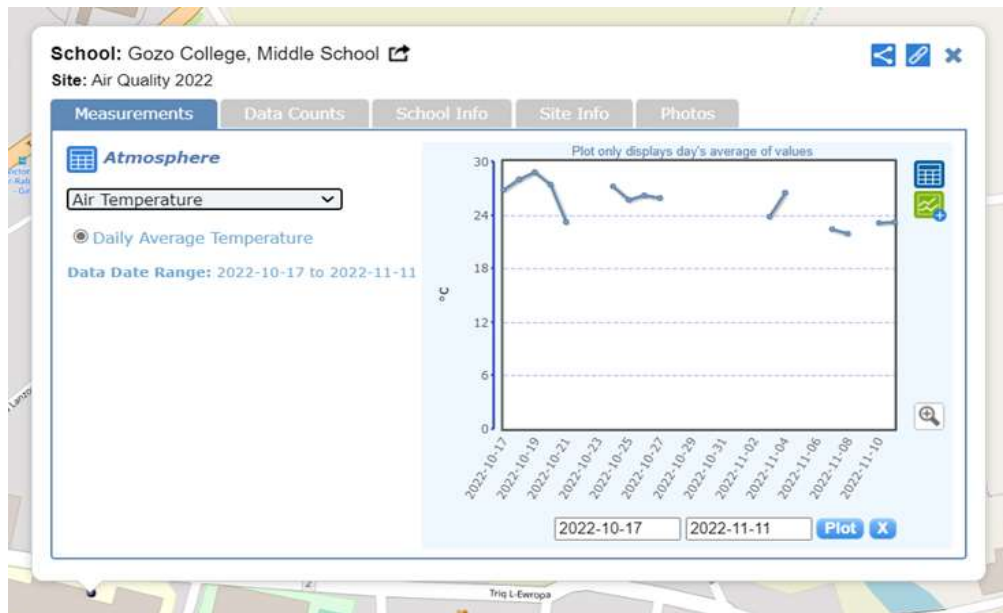 School: Gozo College, Middle School
Site: Air Quality 2022
Measurements
Data Counts
School Info
Site Info
Photos
Atmosphere
Air Temperature
Daily Average Temperature
Data Date Range: 2022-10-17 to 2022-11-11
Plot only displays day's average of values
°C
30
24
18
12
6
0
2022-10-17
2022-10-19
2022-10-21
2022-10-23
2022-10-25
2022-10-27
2022-10-29
2022-10-31
2022-11-02
2022-11-04
2022-11-06
2022-11-08
2022-11-10
2022-10-17
2022-11-11
Plot
X
Triq L-Ewropa